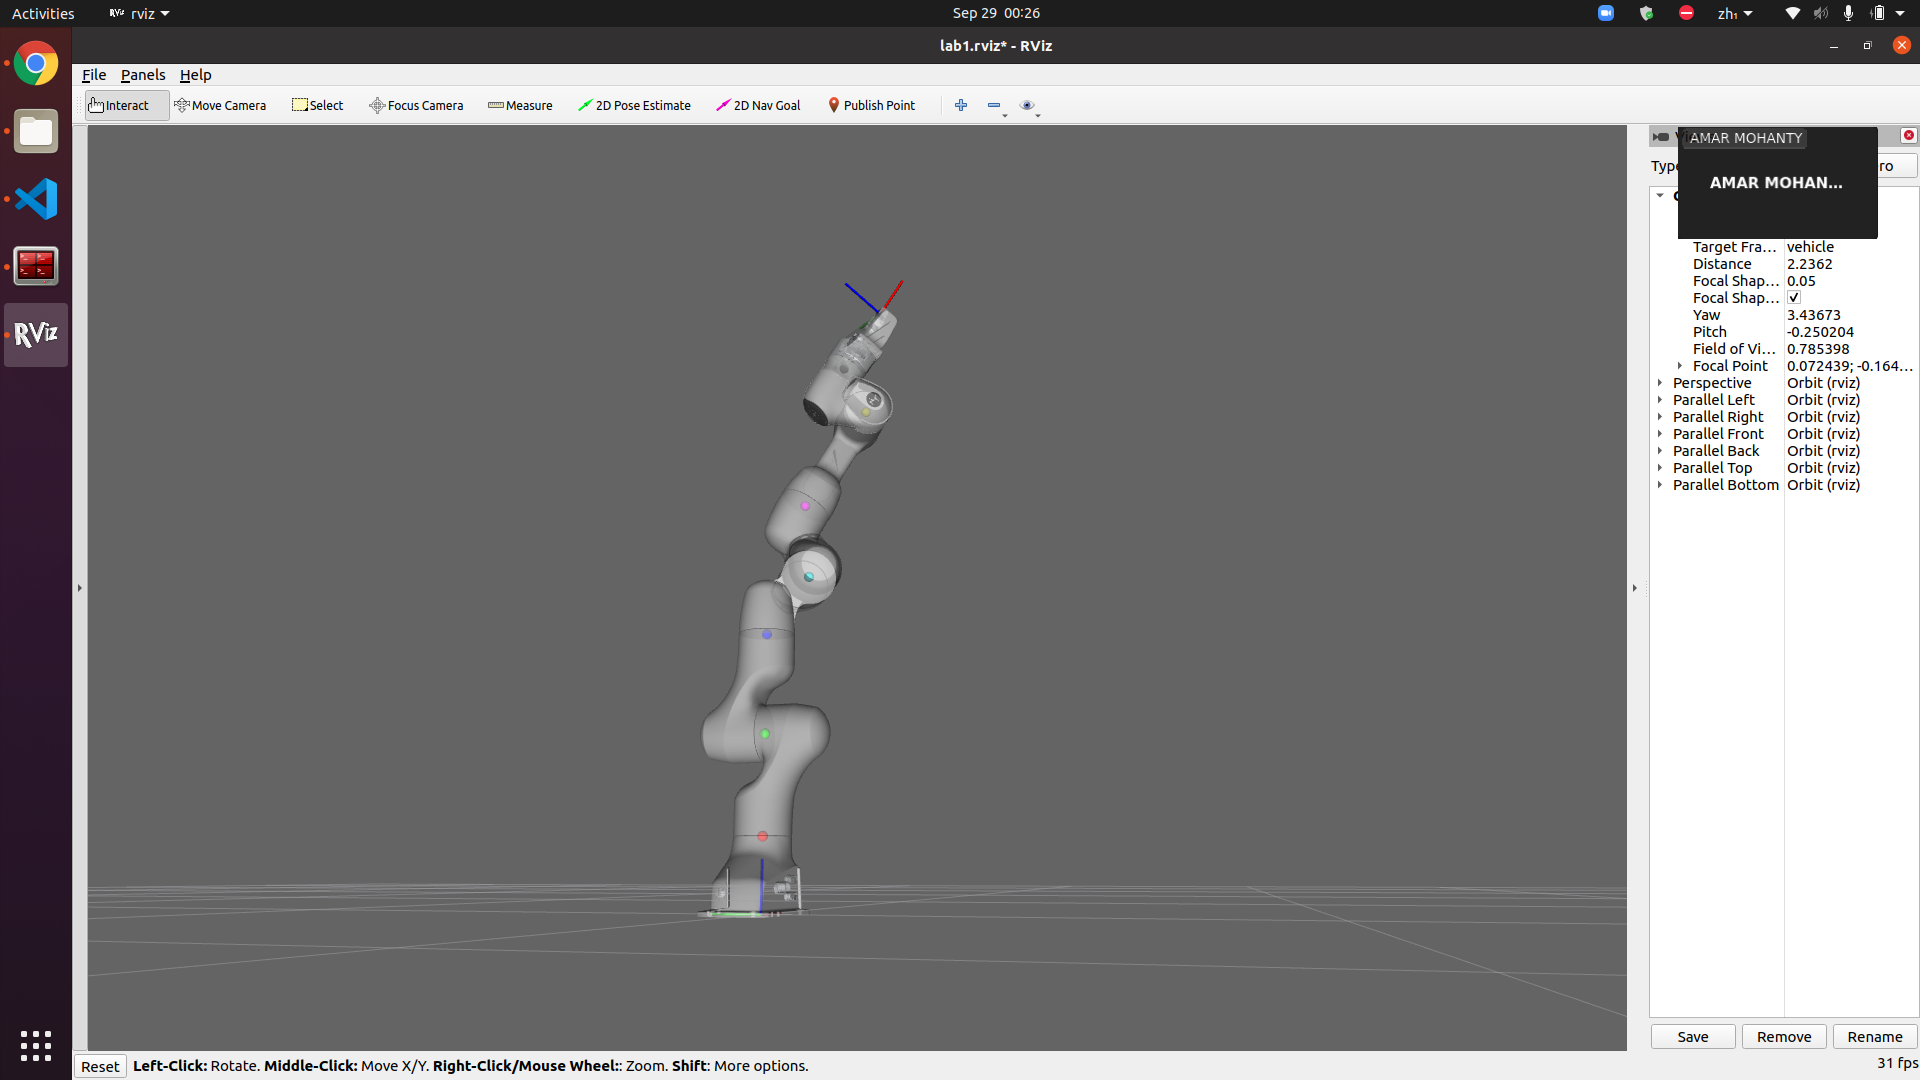 Activities
RViz rviz
Sep 29 00:26
zh₁
lab1.rviz* - RViz
File Panels Help
Interact Move Camera Select Focus Camera Measure 2D Pose Estimate 2D Nav Goal Publish Point
AMAR MOHANTY
AMAR MOHAN...
Type
ro
Target Fra... vehicle
Distance 2.2362
Focal Shap... 0.05
Focal Shap... ✓
Yaw 3.43673
Pitch -0.250204
Field of Vi... 0.785398
Focal Point 0.072439; -0.164...
Perspective Orbit (rviz)
Parallel Left Orbit (rviz)
Parallel Right Orbit (rviz)
Parallel Front Orbit (rviz)
Parallel Back Orbit (rviz)
Parallel Top Orbit (rviz)
Parallel Bottom Orbit (rviz)
RViz
Save Remove Rename
Reset Left-Click: Rotate. Middle-Click: Move X/Y. Right-Click/Mouse Wheel:: Zoom. Shift: More options.
31 fps